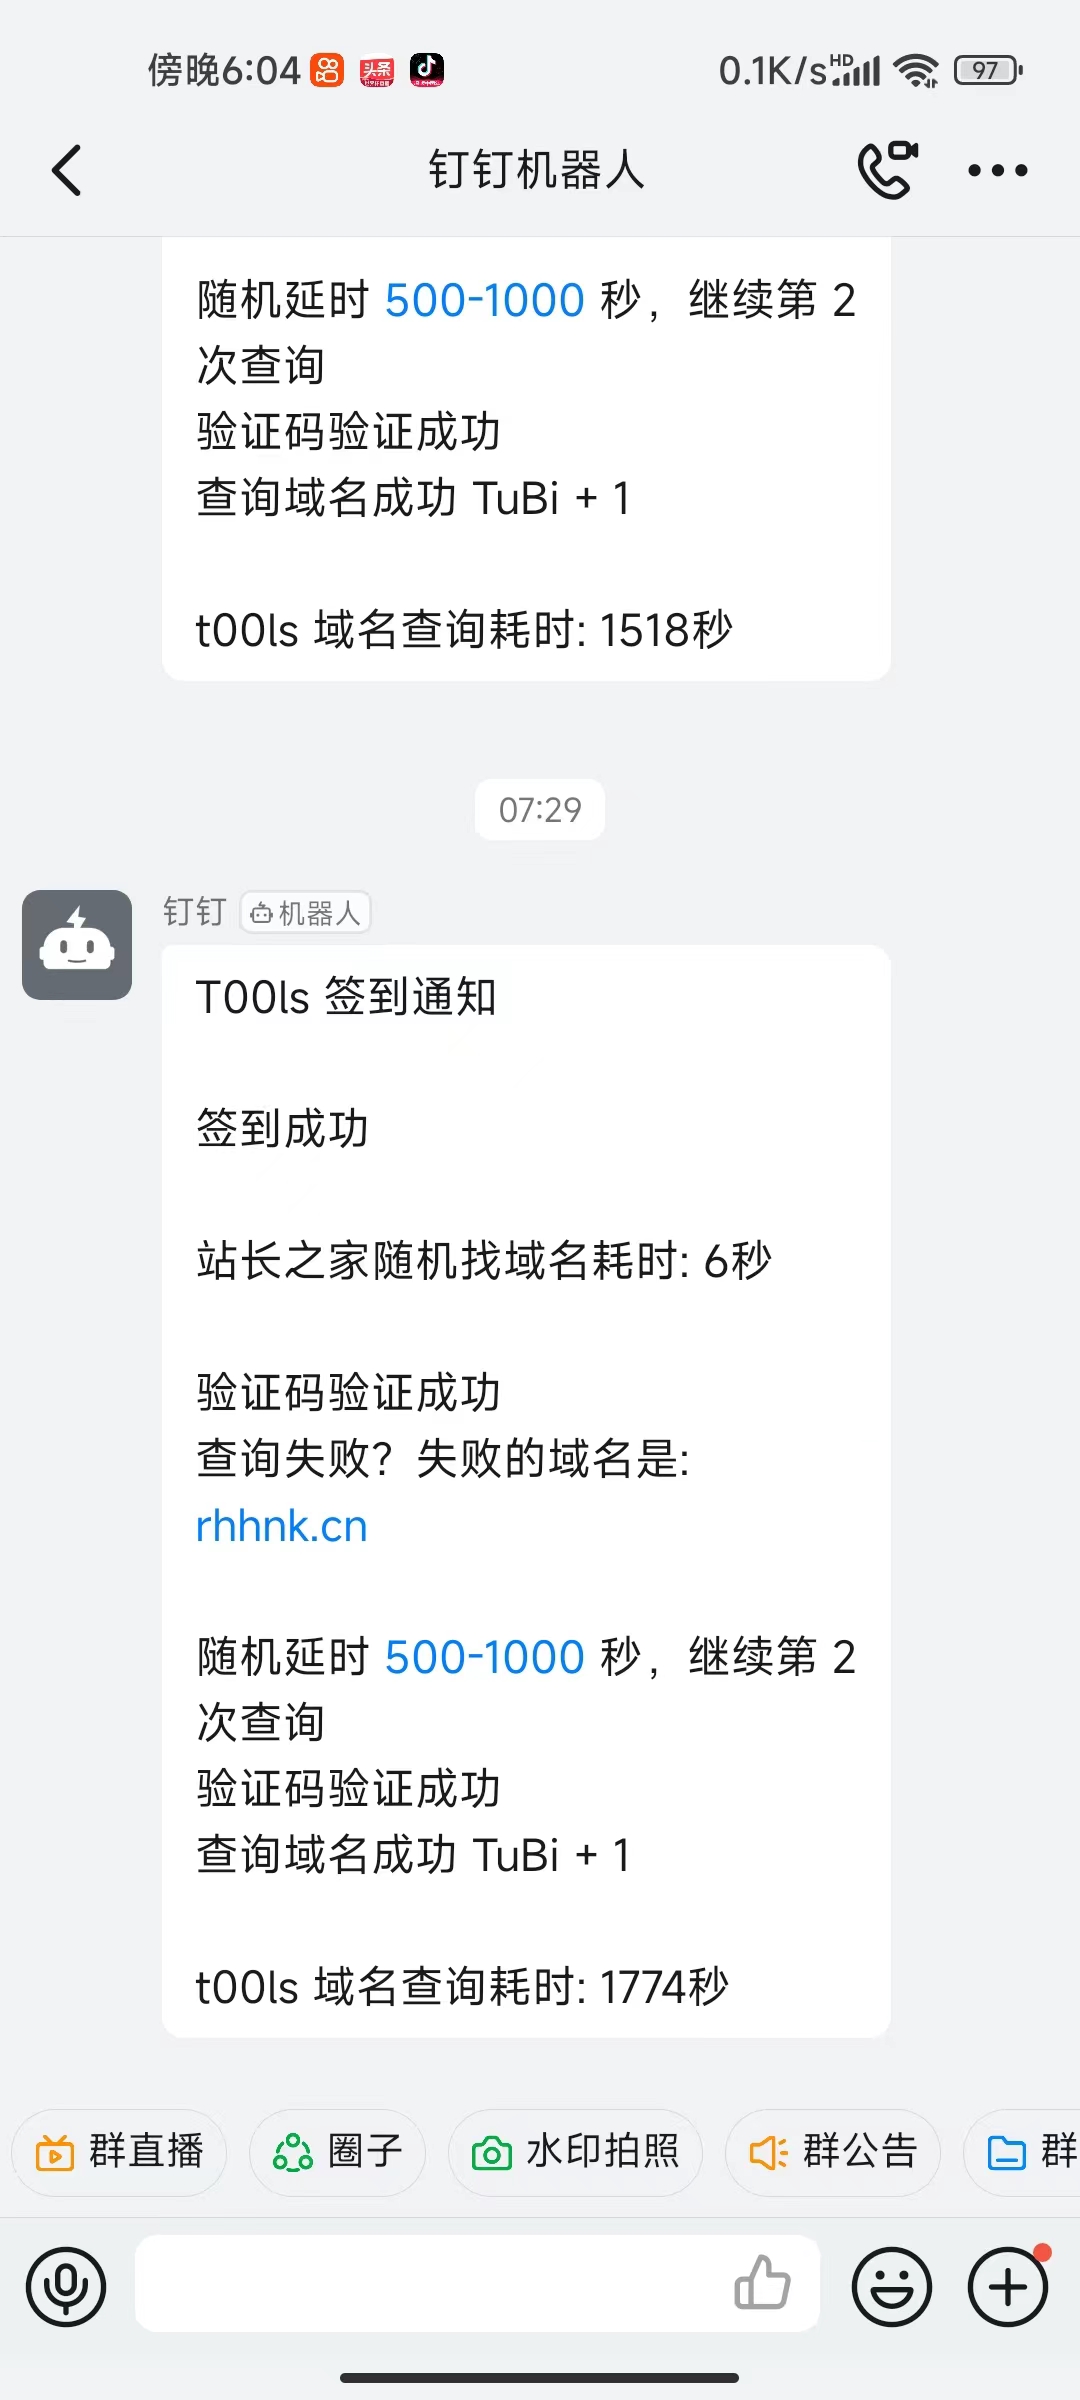 傍晚6:04
0.1K/s HD 97
钉钉机器人
随机延时 500-1000 秒，继续第 2
次查询
验证码验证成功
查询域名成功 TuBi + 1
t00ls 域名查询耗时: 1518秒
07:29
钉钉 机器人
T00ls 签到通知
签到成功
站长之家随机找域名耗时: 6秒
验证码验证成功
查询失败？失败的域名是:
rhhnk.cn
随机延时 500-1000 秒，继续第 2
次查询
验证码验证成功
查询域名成功 TuBi + 1
t00ls 域名查询耗时: 1774秒
群直播 圈子 水印拍照 群公告 群